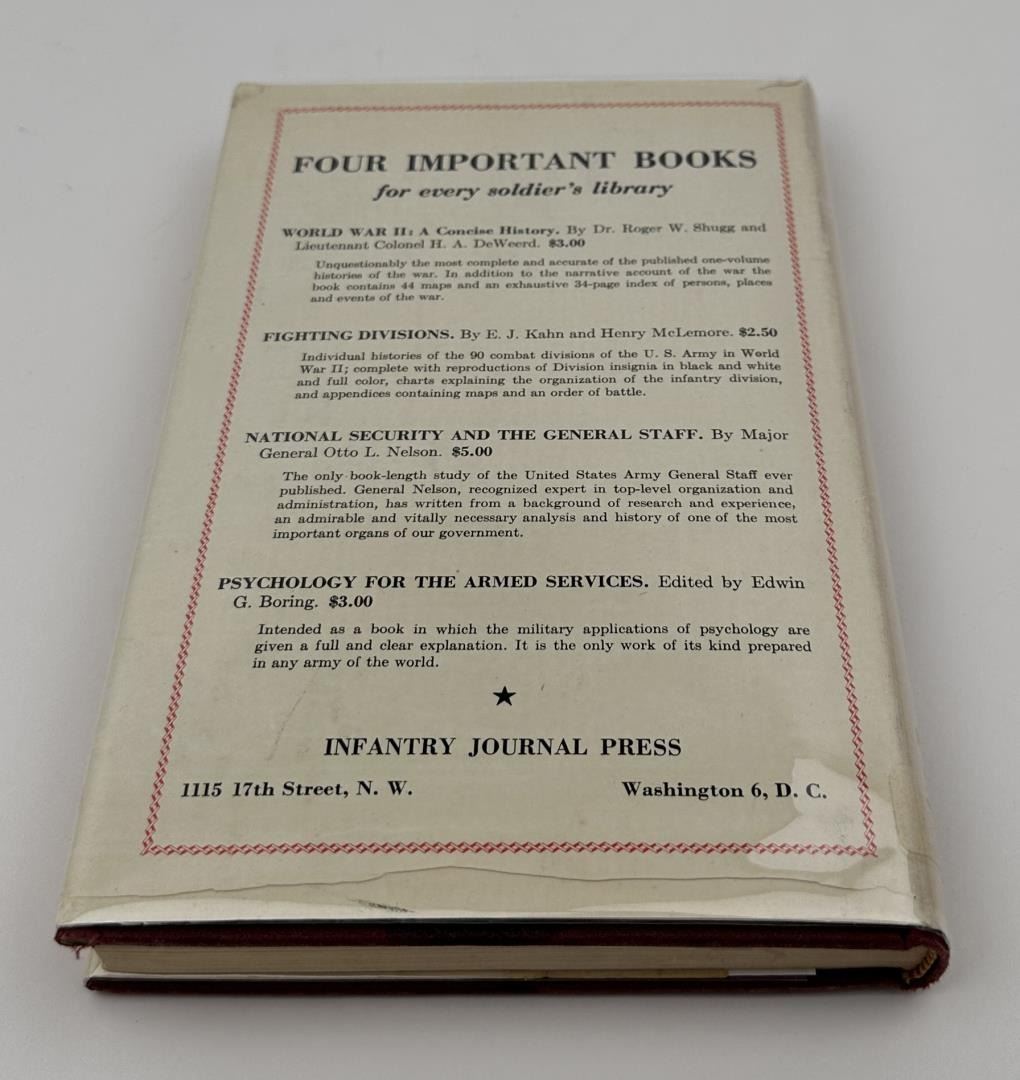 FOUR IMPORTANT BOOKS
for every soldier's library
WORLD WAR II: A Concise History. By Dr. Roger W. Shugg and
Lieutenant Colonel H. A. DeWeerd. $3.00
Unquestionably the most complete and accurate of the published one-volume
histories of the war. In addition to the narrative account of the war the
book contains 44 maps and an exhaustive 34-page index of persons, places
and events of the war.
FIGHTING DIVISIONS. By E. J. Kahn and Henry McLemore. $2.50
Individual histories of the 90 combat divisions of the U. S. Army in World
War II; complete with reproductions of Division insignia in black and white
and full color, charts explaining the organization of the infantry division,
and appendices containing maps and an order of battle.
NATIONAL SECURITY AND THE GENERAL STAFF. By Major
General Otto L. Nelson. $5.00
The only book-length study of the United States Army General Staff ever
published. General Nelson, recognized expert in top-level organization and
administration, has written from a background of research and experience,
an admirable and vitally necessary analysis and history of one of the most
important organs of our government.
PSYCHOLOGY FOR THE ARMED SERVICES. Edited by Edwin
G. Boring. $3.00
Intended as a book in which the military applications of psychology are
given a full and clear explanation. It is the only work of its kind prepared
in any army of the world.
★
INFANTRY JOURNAL PRESS
1115 17th Street, N. W. Washington 6, D. C.